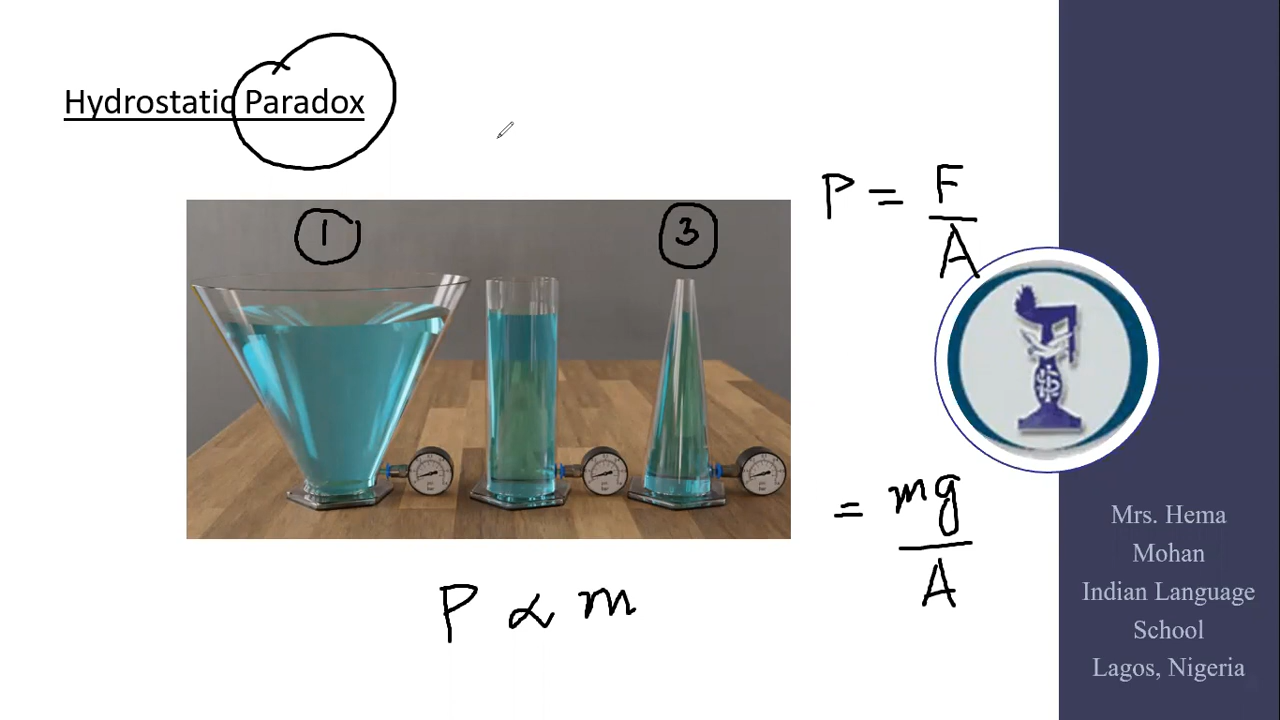 Hydrostatic Paradox
1
3
P = F
A
= mg
A
P ∝ m
Mrs. Hema
Mohan
Indian Language
School
Lagos, Nigeria